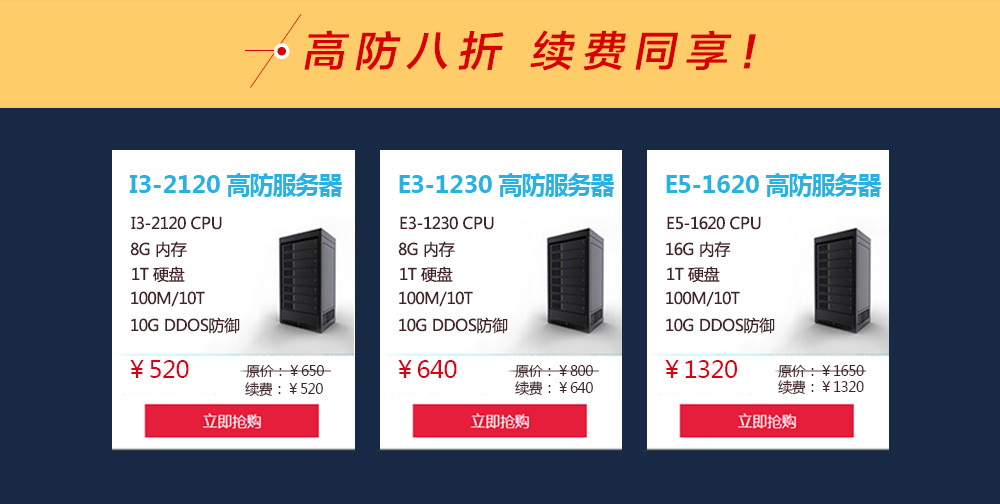 高防八折 续费同享!
I3-2120 高防服务器
I3-2120 CPU
8G 内存
1T 硬盘
100M/10T
10G DDOS防御
¥520
原价：¥650
续费：¥520
立即抢购
E3-1230 高防服务器
E3-1230 CPU
8G 内存
1T 硬盘
100M/10T
10G DDOS防御
¥640
原价：¥800
续费：¥640
立即抢购
E5-1620 高防服务器
E5-1620 CPU
16G 内存
1T 硬盘
100M/10T
10G DDOS防御
¥1320
原价：¥1650
续费：¥1320
立即抢购